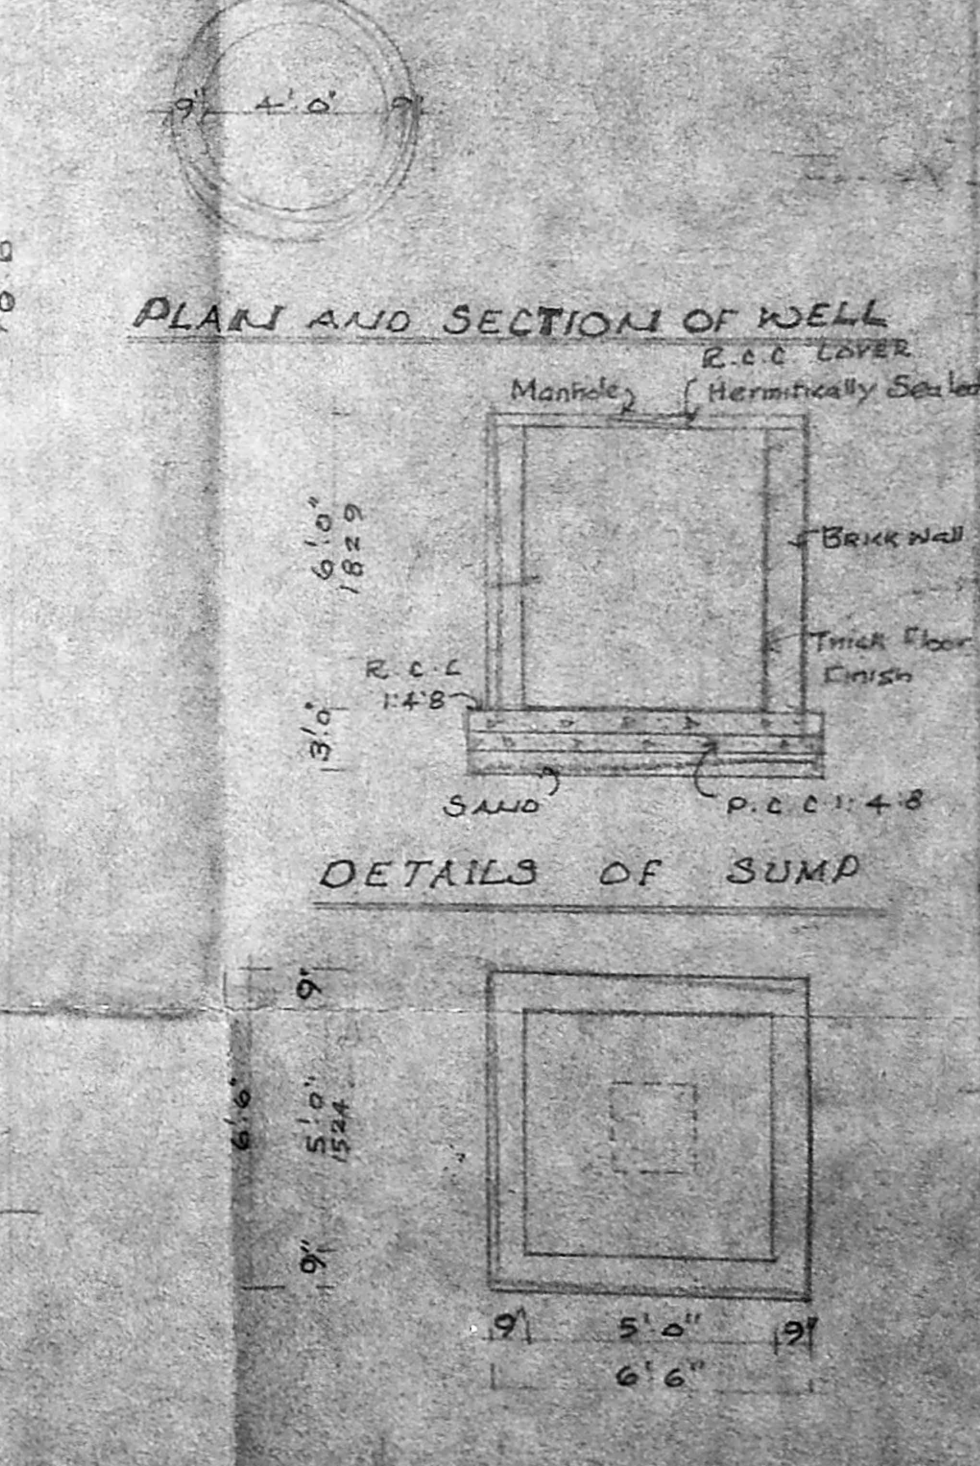 9" 4'.0" 9"
PLAN AND SECTION OF WELL
R.C.C COVER
Manhole Hermitically Sealed
6'.0"
1829
BRICK Wall
Thick Floor
Finish
R.C.C
1:4:8
3'.0"
SAND P.C.C 1:4:8
DETAILS OF SUMP
9"
6'.6"
5'.0"
1524
9"
9" 5'.0" 9"
6'.6"